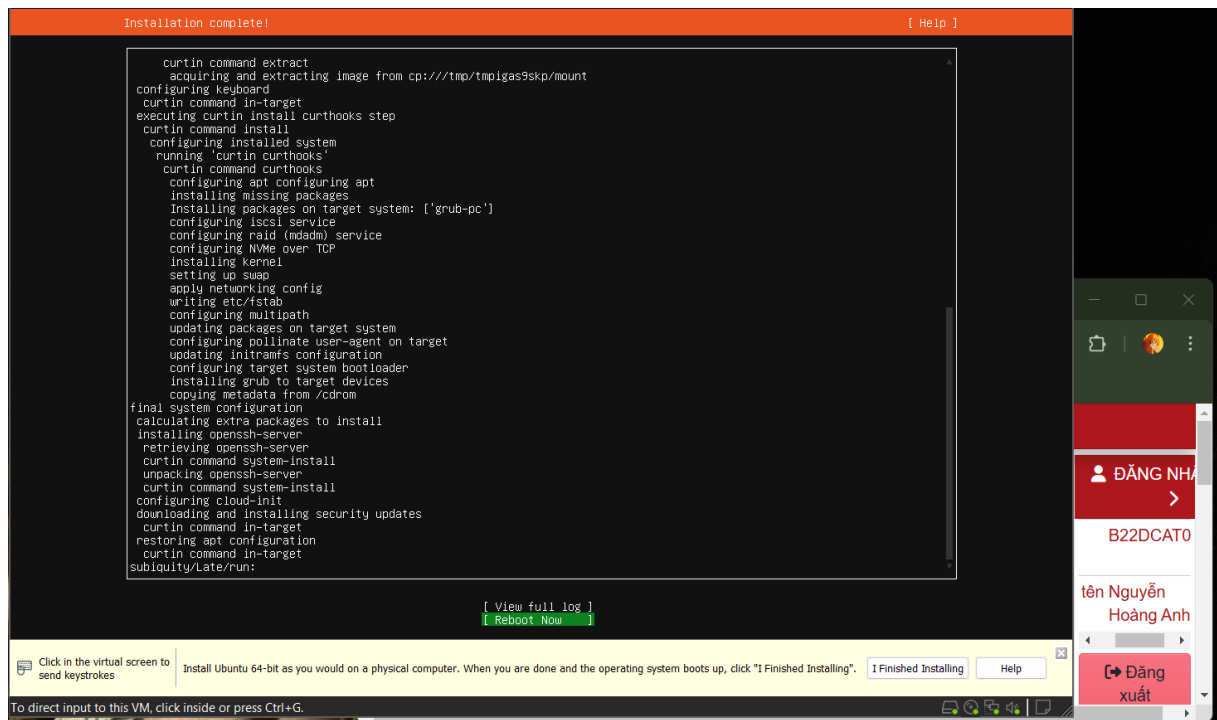 Installation complete!
[ Help ]
curtin command extract
acquiring and extracting image from cp:///tmp/tmpigas9skp/mount
configuring keyboard
curtin command in-target
executing curtin install curthooks step
curtin command install
configuring installed system
running 'curtin curthooks'
curtin command curthooks
configuring apt configuring apt
installing missing packages
Installing packages on target system: ['grub-pc']
configuring iscsi service
configuring raid (mdadm) service
configuring NVMe over TCP
installing kernel
setting up swap
apply networking config
writing etc/fstab
configuring multipath
updating packages on target system
configuring pollinate user-agent on target
updating initramfs configuration
configuring target system bootloader
installing grub to target devices
copying metadata from /cdrom
final system configuration
calculating extra packages to install
installing openssh-server
retrieving openssh-server
curtin command system-install
unpacking openssh-server
curtin command system-install
configuring cloud-init
downloading and installing security updates
curtin command in-target
restoring apt configuration
curtin command in-target
subiquity/Late/run:
[ View full log ]
[ Reboot Now ]
Click in the virtual screen to
send keystrokes
Install Ubuntu 64-bit as you would on a physical computer. When you are done and the operating system boots up, click "I Finished Installing".
I Finished Installing
Help
To direct input to this VM, click inside or press Ctrl+G.
ĐĂNG NHẬ
B22DCAT0
tên Nguyễn
Hoàng Anh
Đăng
xuất